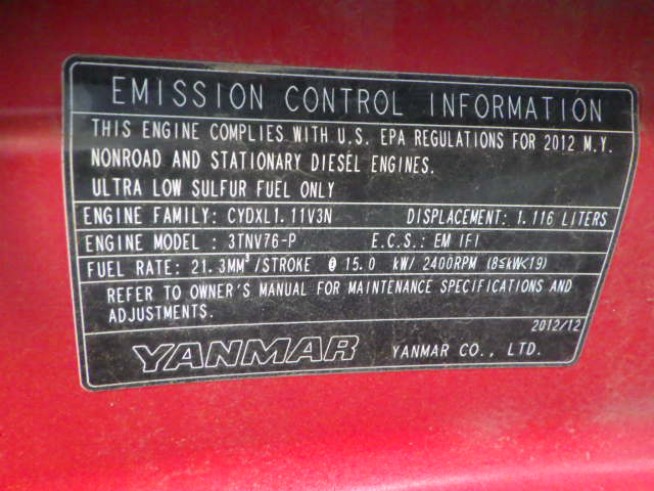 EMISSION CONTROL INFORMATION
THIS ENGINE COMPLIES WITH U.S. EPA REGULATIONS FOR 2012 M.Y.
NONROAD AND STATIONARY DIESEL ENGINES.
ULTRA LOW SULFUR FUEL ONLY
ENGINE FAMILY: CYDXL1.11V3N DISPLACEMENT: 1.116 LITERS
ENGINE MODEL : 3TNV76-P E.C.S.: EM IFI
FUEL RATE: 21.3MM³/STROKE @ 15.0 kW/ 2400RPM (8≤kW<19)
REFER TO OWNER'S MANUAL FOR MAINTENANCE SPECIFICATIONS AND
ADJUSTMENTS.
2012/12
YANMAR YANMAR CO., LTD.